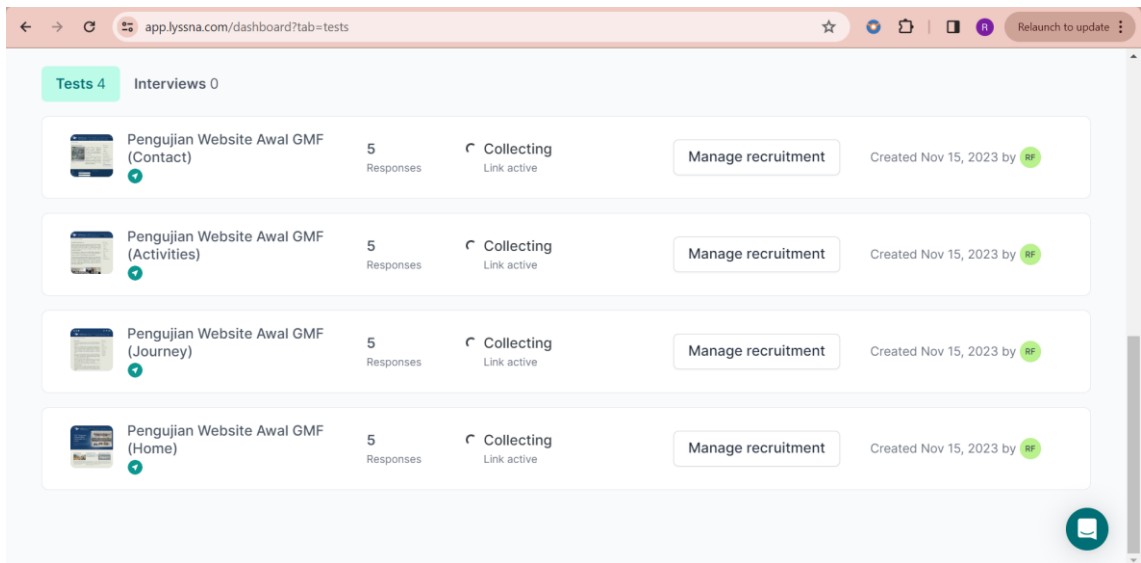 app.lyssna.com/dashboard?tab=tests
R
Relaunch to update
Tests 4
Interviews 0
Pengujian Website Awal GMF
(Contact)
5
Responses
Collecting
Link active
Manage recruitment
Created Nov 15, 2023 by RF
Pengujian Website Awal GMF
(Activities)
5
Responses
Collecting
Link active
Manage recruitment
Created Nov 15, 2023 by RF
Pengujian Website Awal GMF
(Journey)
5
Responses
Collecting
Link active
Manage recruitment
Created Nov 15, 2023 by RF
Pengujian Website Awal GMF
(Home)
5
Responses
Collecting
Link active
Manage recruitment
Created Nov 15, 2023 by RF